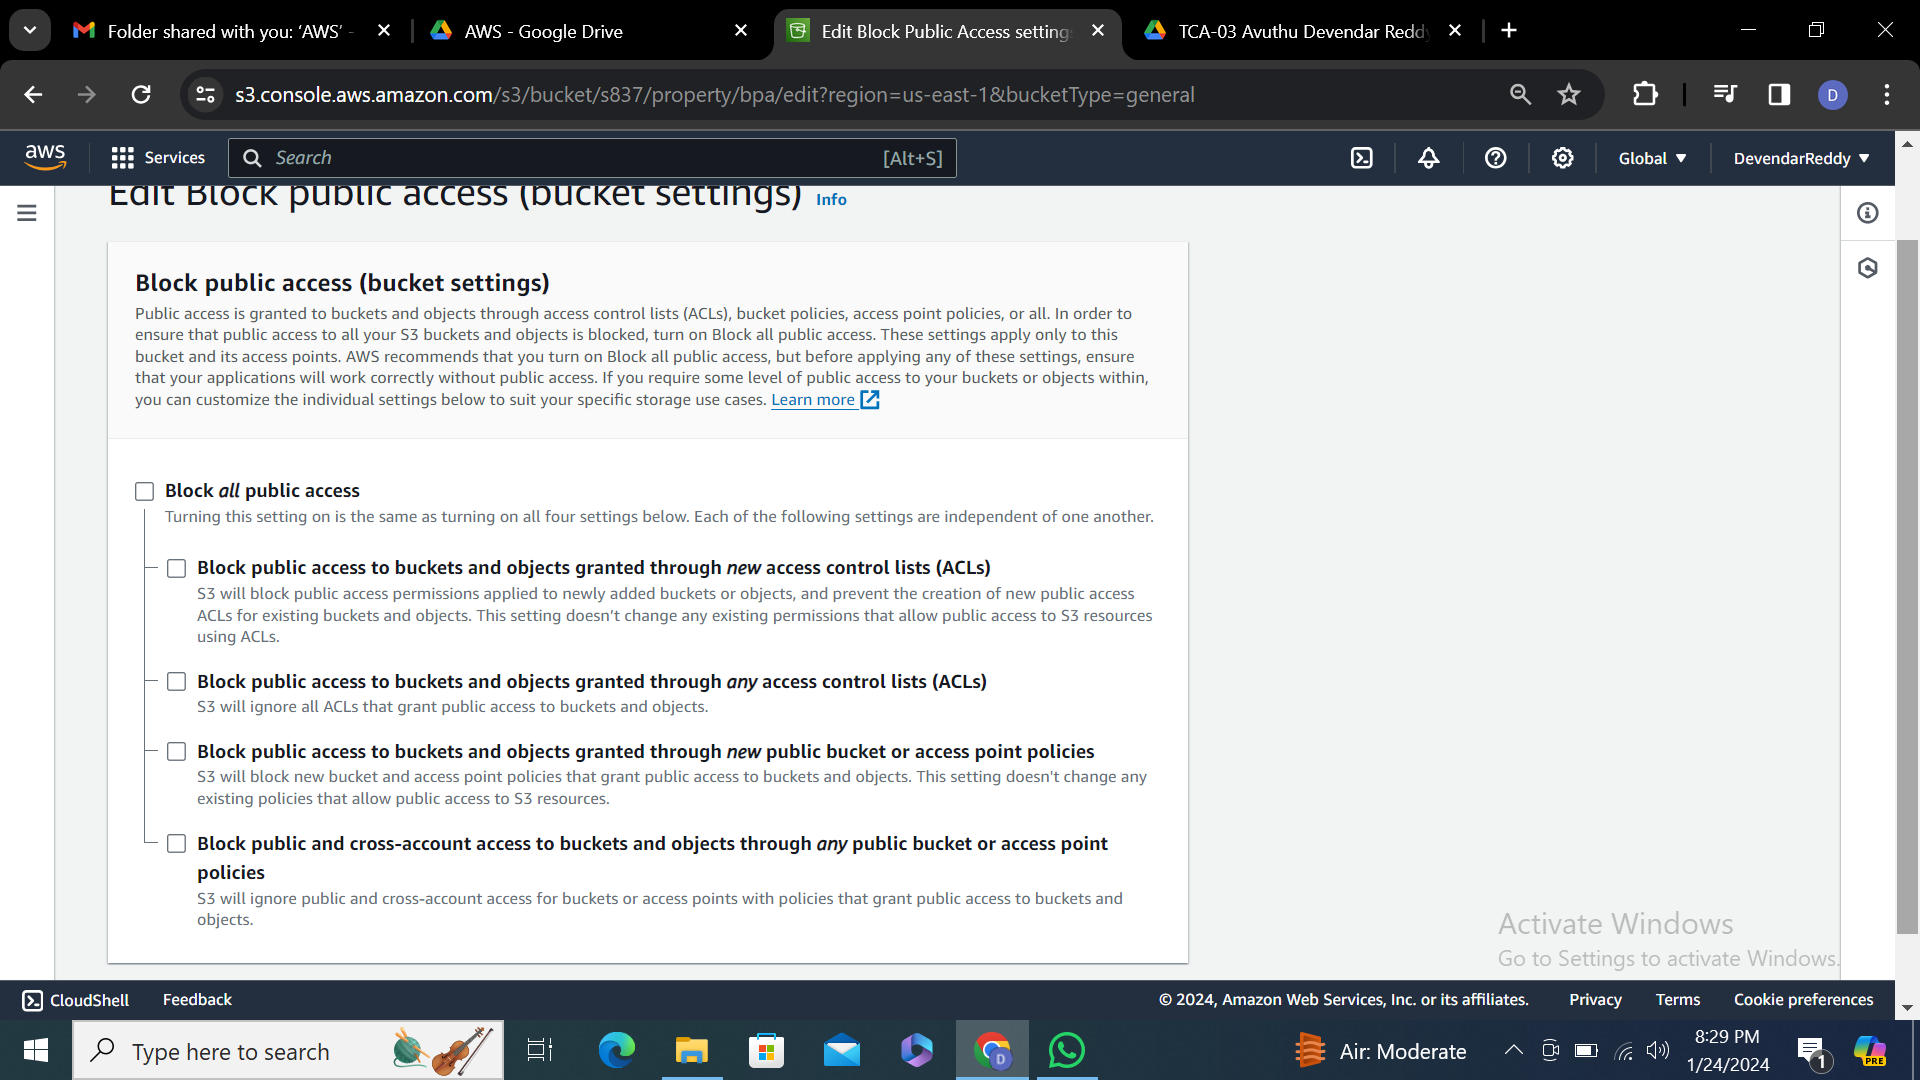 Folder shared with you: ‘AWS’ -
AWS - Google Drive
Edit Block Public Access setting
TCA-03 Avuthu Devendar Reddy
s3.console.aws.amazon.com/s3/bucket/s837/property/bpa/edit?region=us-east-1&bucketType=general
D
aws
Services
Search
[Alt+S]
Global
DevendarReddy
Edit Block public access (bucket settings) Info
Block public access (bucket settings)
Public access is granted to buckets and objects through access control lists (ACLs), bucket policies, access point policies, or all. In order to
ensure that public access to all your S3 buckets and objects is blocked, turn on Block all public access. These settings apply only to this
bucket and its access points. AWS recommends that you turn on Block all public access, but before applying any of these settings, ensure
that your applications will work correctly without public access. If you require some level of public access to your buckets or objects within,
you can customize the individual settings below to suit your specific storage use cases. Learn more
Block all public access
Turning this setting on is the same as turning on all four settings below. Each of the following settings are independent of one another.
Block public access to buckets and objects granted through new access control lists (ACLs)
S3 will block public access permissions applied to newly added buckets or objects, and prevent the creation of new public access
ACLs for existing buckets and objects. This setting doesn’t change any existing permissions that allow public access to S3 resources
using ACLs.
Block public access to buckets and objects granted through any access control lists (ACLs)
S3 will ignore all ACLs that grant public access to buckets and objects.
Block public access to buckets and objects granted through new public bucket or access point policies
S3 will block new bucket and access point policies that grant public access to buckets and objects. This setting doesn't change any
existing policies that allow public access to S3 resources.
Block public and cross-account access to buckets and objects through any public bucket or access point
policies
S3 will ignore public and cross-account access for buckets or access points with policies that grant public access to buckets and
objects.
Activate Windows
Go to Settings to activate Windows.
CloudShell
Feedback
© 2024, Amazon Web Services, Inc. or its affiliates.
Privacy
Terms
Cookie preferences
Type here to search
D
Air: Moderate
8:29 PM
1/24/2024
1
PRE